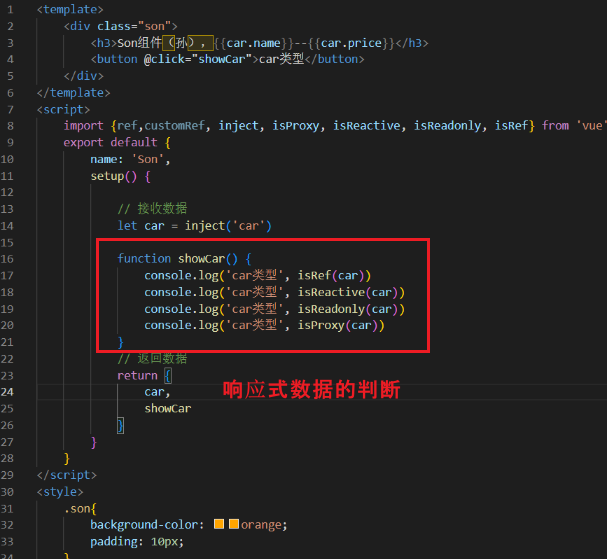 1 <template>
2 <div class="son">
3 <h3>Son组件（孙），{{car.name}}--{{car.price}}</h3>
4 <button @click="showCar">car类型</button>
5 </div>
6 </template>
7 <script>
8 import {ref,customRef, inject, isProxy, isReactive, isReadonly, isRef} from 'vue'
9 export default {
10 name: 'Son',
11 setup() {
12
13 // 接收数据
14 let car = inject('car')
15
16 function showCar() {
17 console.log('car类型', isRef(car))
18 console.log('car类型', isReactive(car))
19 console.log('car类型', isReadonly(car))
20 console.log('car类型', isProxy(car))
21 }
22 // 返回数据
23 return {
响应式数据的判断
24 car,
25 showCar
26 }
27 }
28 }
29 </script>
30 <style>
31 .son{
32 background-color: orange;
33 padding: 10px;
34 }